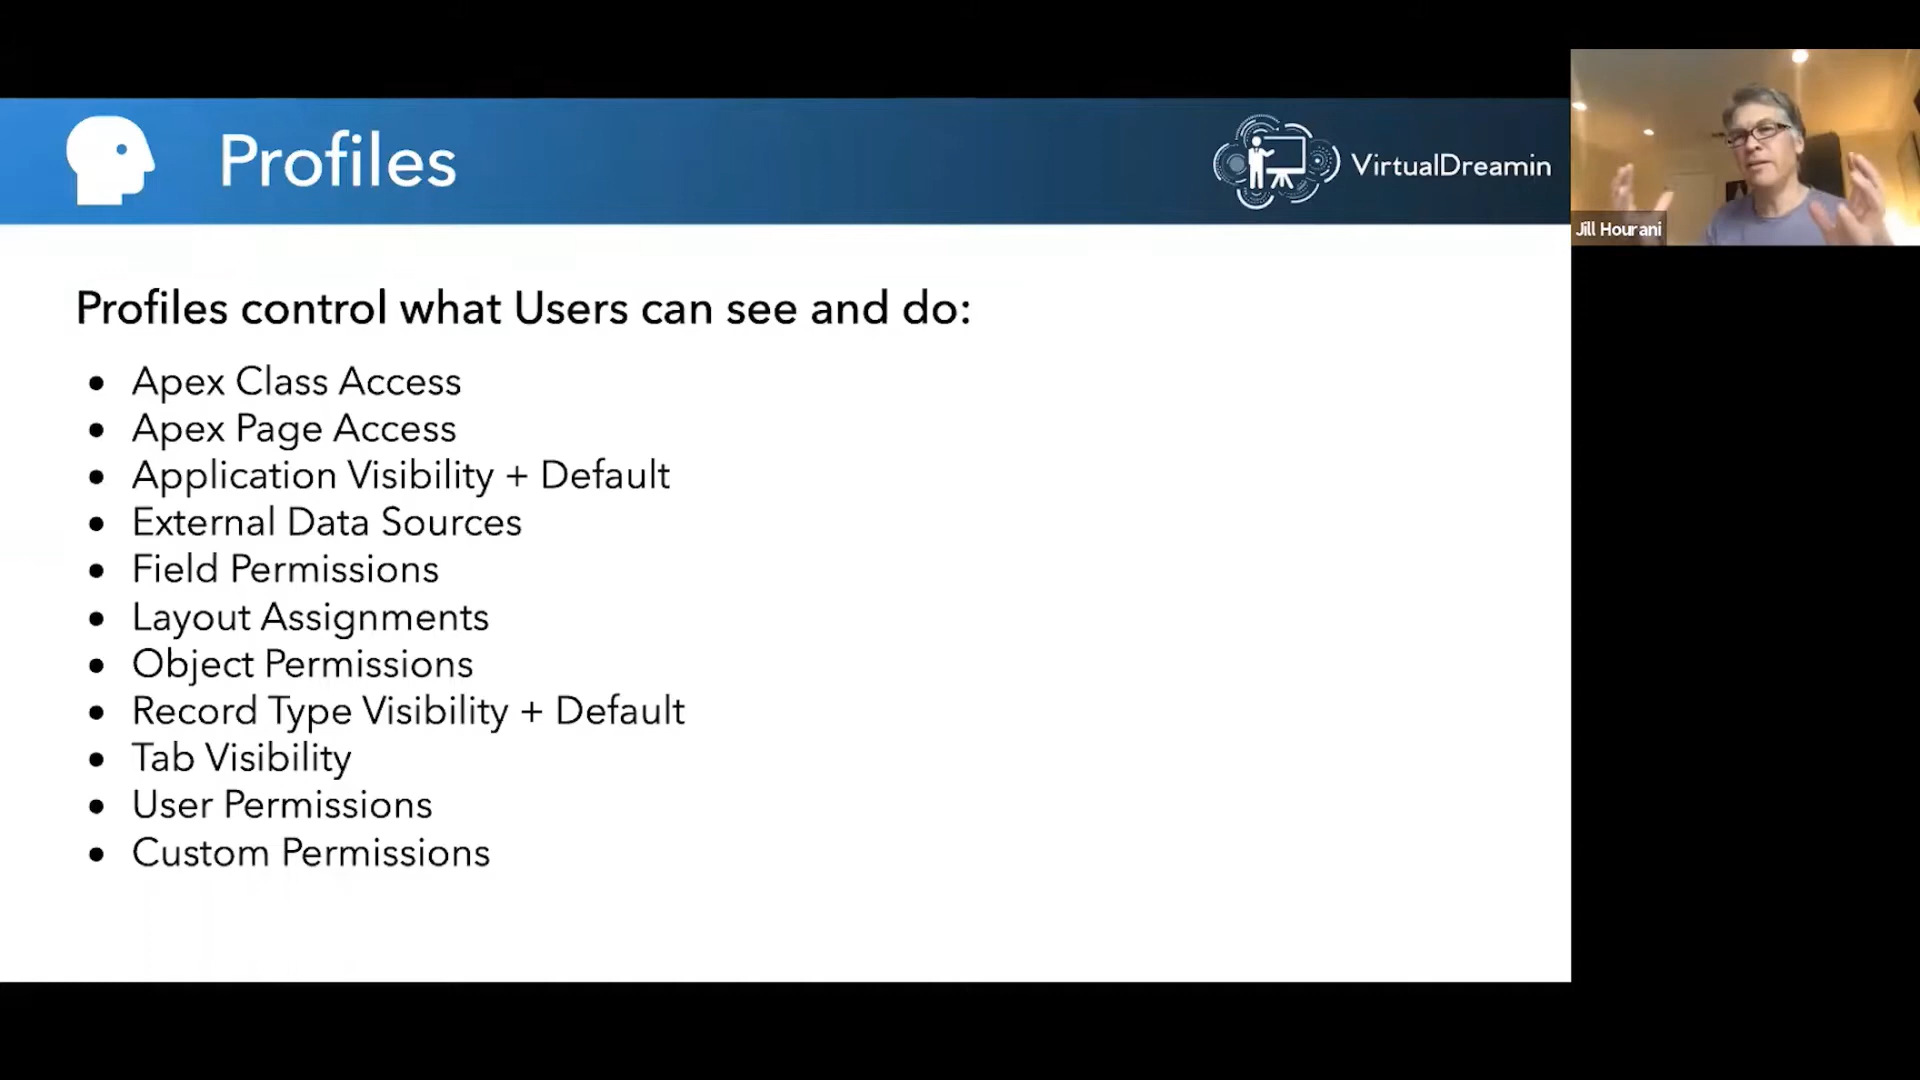 Profiles
VirtualDreamin
Jill Hourani
Profiles control what Users can see and do:
Apex Class Access
Apex Page Access
Application Visibility + Default
External Data Sources
Field Permissions
Layout Assignments
Object Permissions
Record Type Visibility + Default
Tab Visibility
User Permissions
Custom Permissions